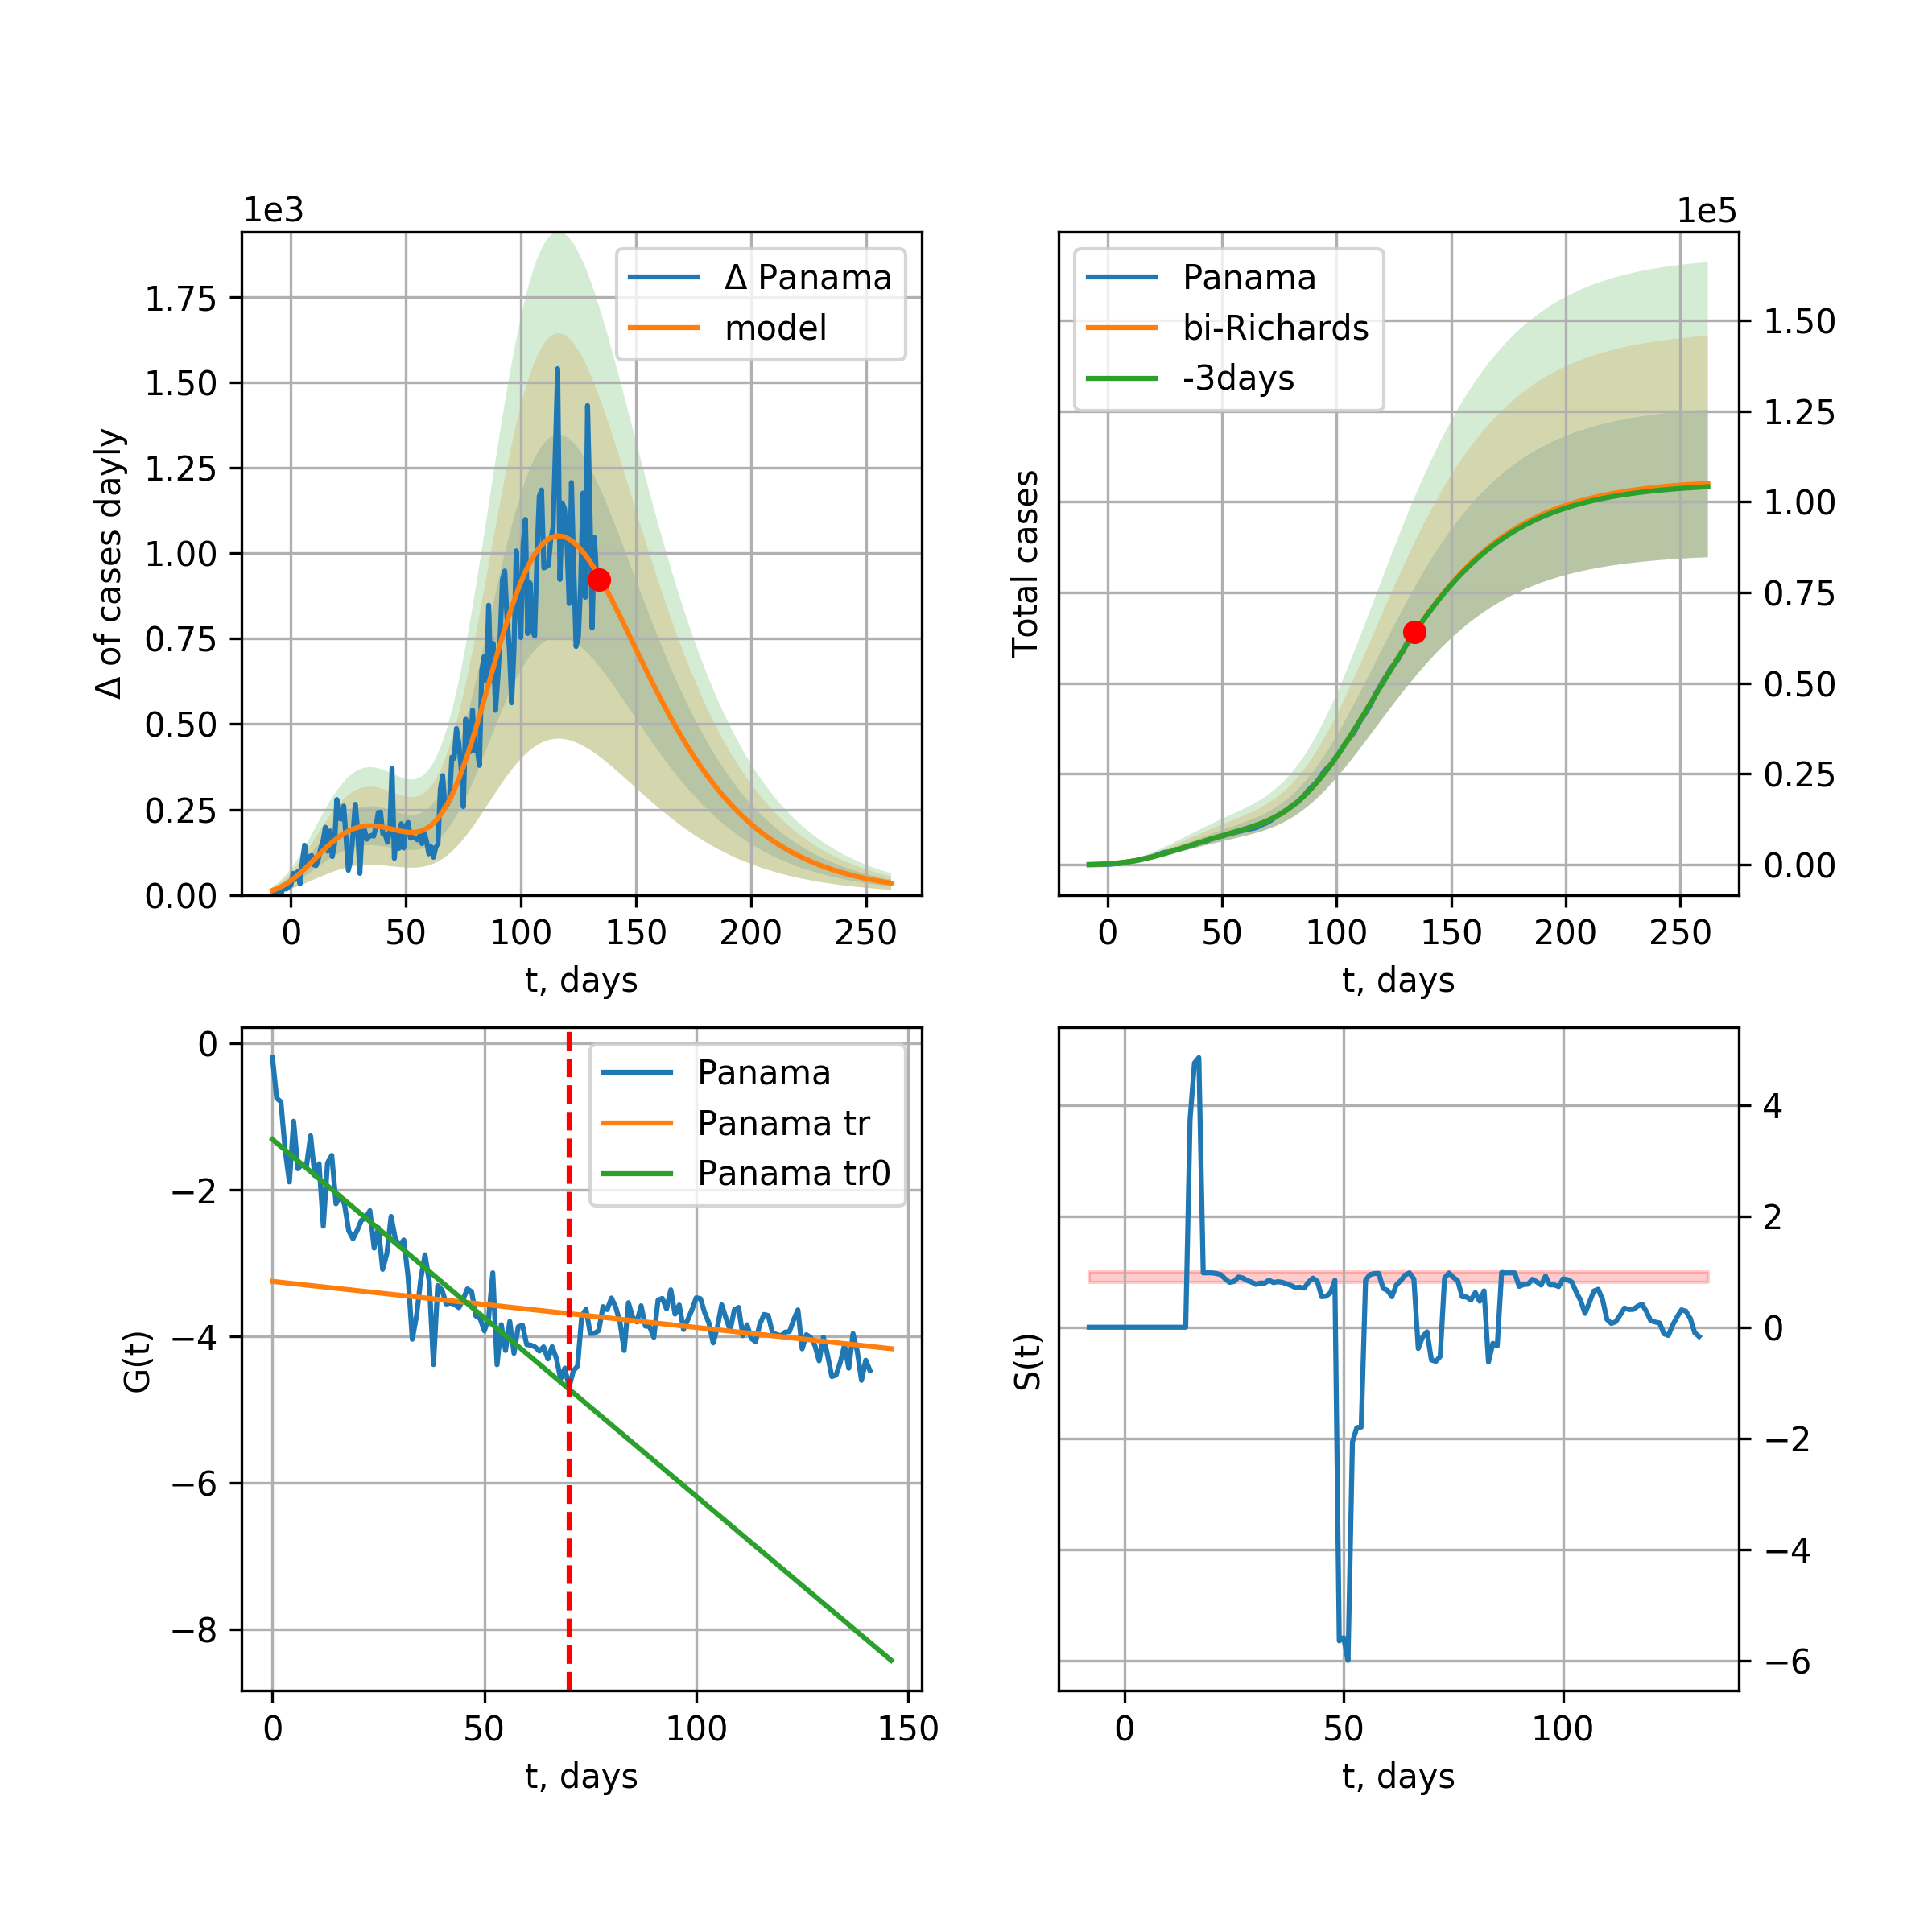 1e3
Δ of cases dayly
1.75
1.50
1.25
1.00
0.75
0.50
0.25
0.00
Δ Panama
model
0 50 100 150 200 250
t, days
1e5
Total cases
Panama
bi-Richards
-3days
1.50
1.25
1.00
0.75
0.50
0.25
0.00
0 50 100 150 200 250
t, days
G(t)
0
−2
−4
−6
−8
Panama
Panama tr
Panama tr0
0 50 100 150
t, days
S(t)
4
2
0
−2
−4
−6
0 50 100
t, days